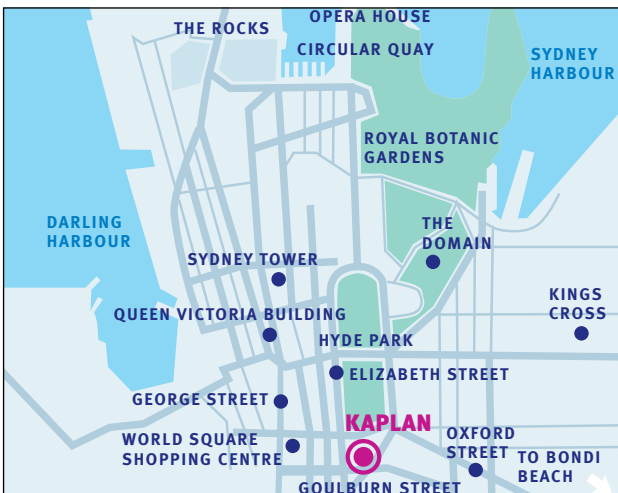 OPERA HOUSE
THE ROCKS
CIRCULAR QUAY
SYDNEY
HARBOUR
ROYAL BOTANIC
GARDENS
DARLING
HARBOUR
THE
DOMAIN
SYDNEY TOWER
KINGS
CROSS
QUEEN VICTORIA BUILDING
HYDE PARK
ELIZABETH STREET
GEORGE STREET
KAPLAN
WORLD SQUARE
SHOPPING CENTRE
OXFORD
STREET
TO BONDI
BEACH
GOULBURN STREET